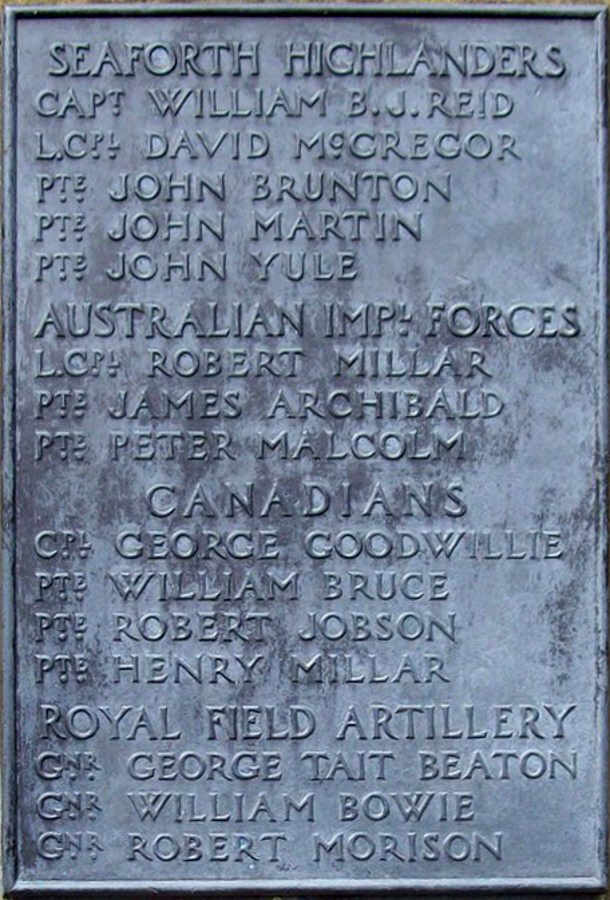 SEAFORTH HIGHLANDERS
CAPT WILLIAM B.J. REID
L.CPL DAVID McGREGOR
PTE JOHN BRUNTON
PTE JOHN MARTIN
PTE JOHN YULE
AUSTRALIAN IMPL FORCES
L.CPL ROBERT MILLAR
PTE JAMES ARCHIBALD
PTE PETER MALCOLM
CANADIANS
CPL GEORGE GOODWILLIE
PTE WILLIAM BRUCE
PTE ROBERT JOBSON
PTE HENRY MILLAR
ROYAL FIELD ARTILLERY
GNR GEORGE TAIT BEATON
GNR WILLIAM BOWIE
GNR ROBERT MORISON